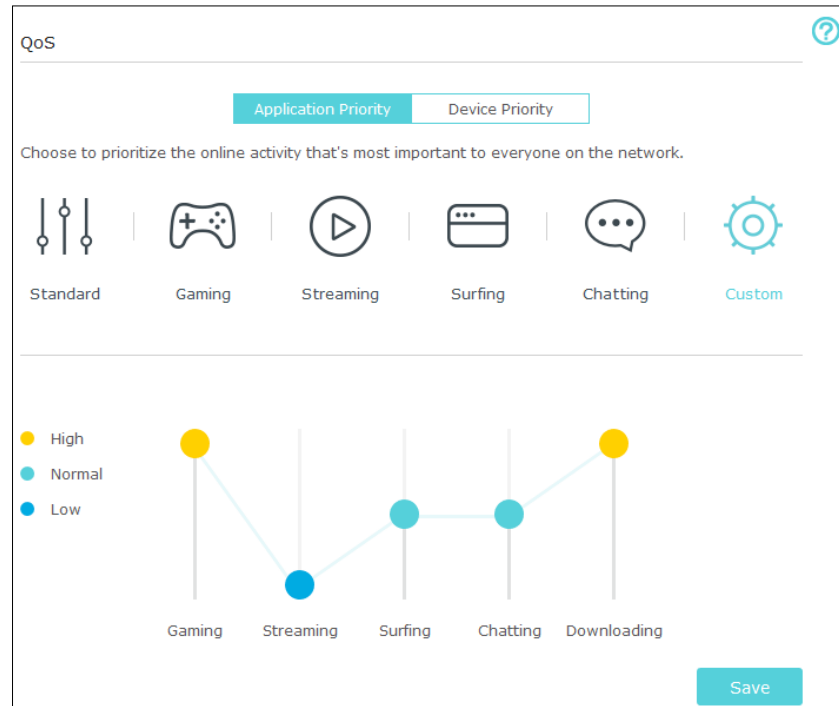 QoS
?
Application Priority Device Priority
Choose to prioritize the online activity that's most important to everyone on the network.
Standard Gaming Streaming Surfing Chatting Custom
High
Normal
Low
Gaming Streaming Surfing Chatting Downloading
Save